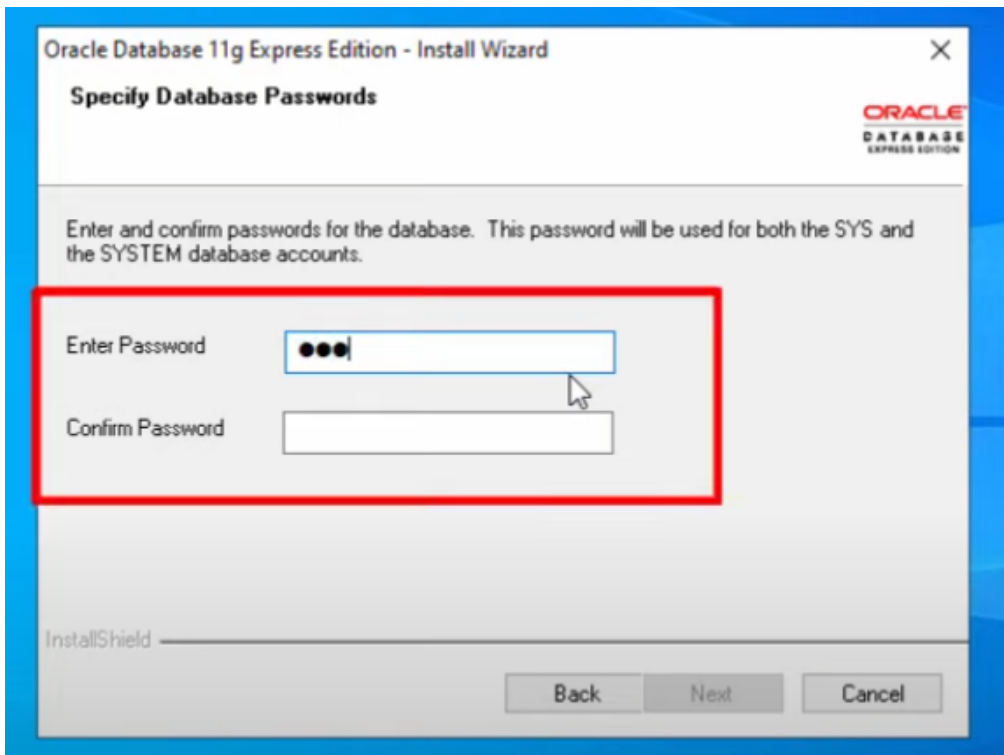 Oracle Database 11g Express Edition - Install Wizard
Specify Database Passwords
ORACLE
DATABASE
EXPRESS EDITION
Enter and confirm passwords for the database. This password will be used for both the SYS and
the SYSTEM database accounts.
Enter Password
Confirm Password
InstallShield
Back Next Cancel